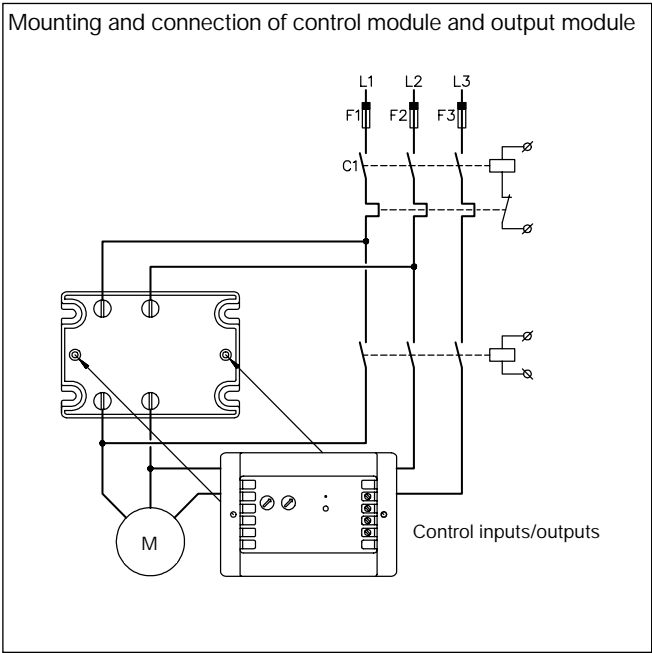 Mounting and connection of control module and output module
L1 L2 L3
F1 F2 F3
C1
M
Control inputs/outputs